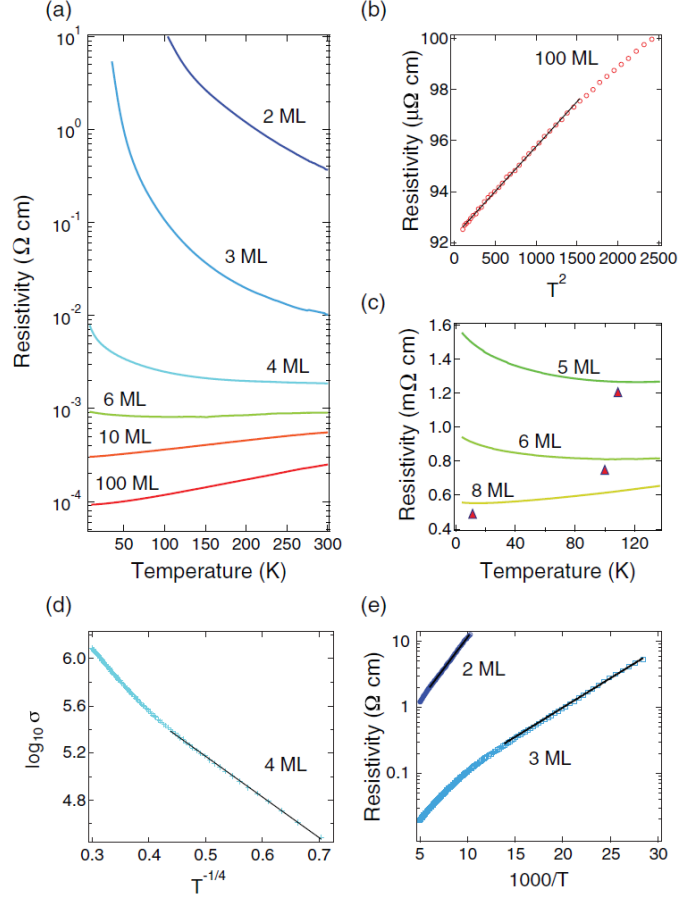 (a)
10^1
10^0
10^-1
10^-2
10^-3
10^-4
Resistivity (Ω cm)
2 ML
3 ML
4 ML
6 ML
10 ML
100 ML
50
100
150
200
250
300
Temperature (K)
(b)
100
98
96
94
92
Resistivity (μΩ cm)
100 ML
0
500
1000
1500
2000
2500
T^2
(c)
1.6
1.4
1.2
1.0
0.8
0.6
0.4
Resistivity (mΩ cm)
5 ML
6 ML
8 ML
0
40
80
120
Temperature (K)
(d)
6.0
5.6
5.2
4.8
log10 σ
4 ML
0.3
0.4
0.5
0.6
0.7
T^-1/4
(e)
10
1
0.1
Resistivity (Ω cm)
2 ML
3 ML
5
10
15
20
25
30
1000/T